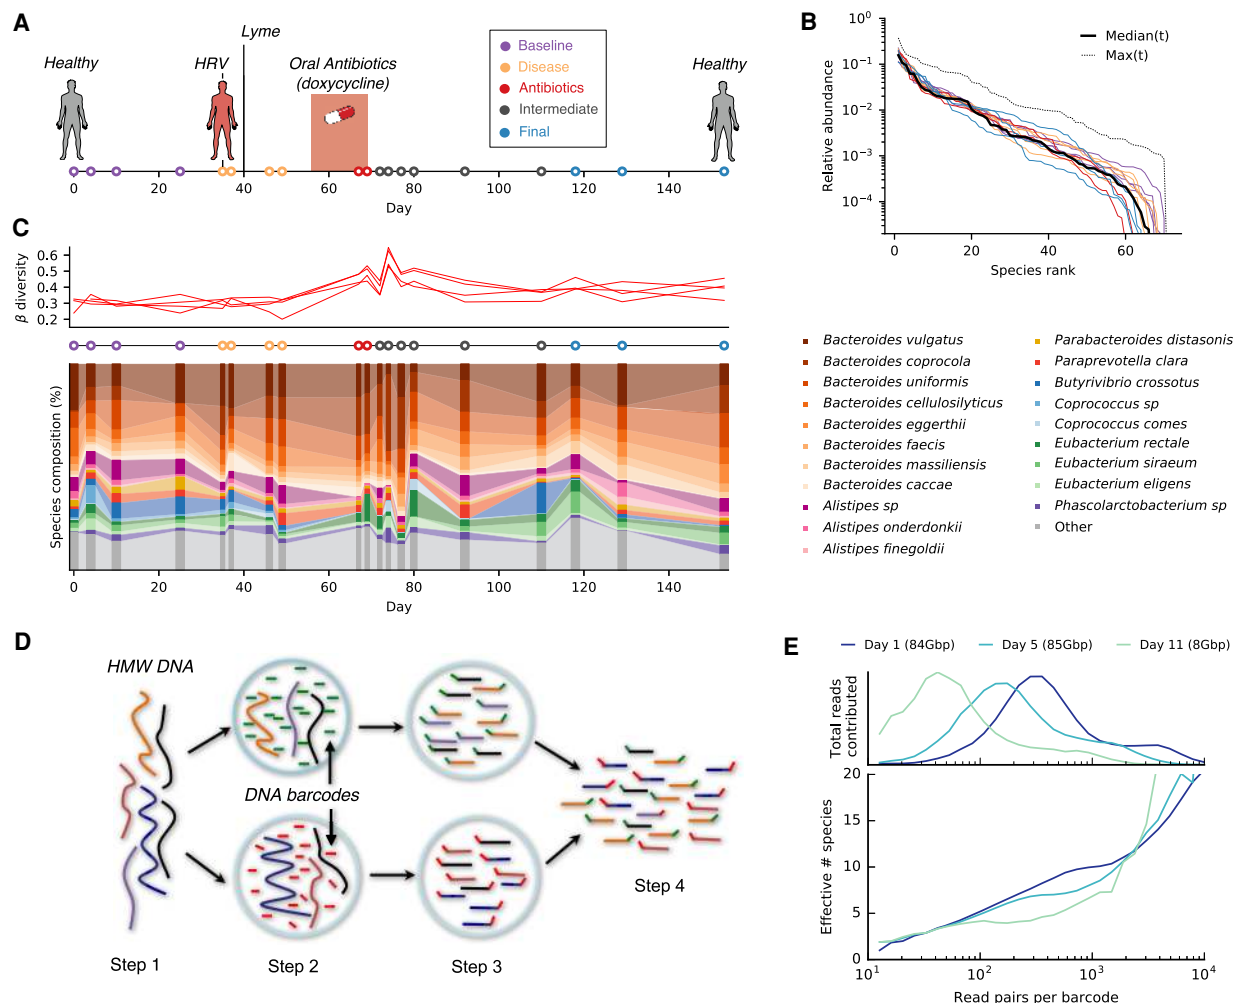 A
Lyme
Healthy
HRV
Oral Antibiotics
(doxycycline)
Baseline
Disease
Antibiotics
Intermediate
Final
Healthy
0 20 40 60 80 100 120 140
Day
B
Relative abundance
10^0
10^-1
10^-2
10^-3
10^-4
Median(t)
Max(t)
0 20 40 60
Species rank
C
β diversity
0.6
0.5
0.4
0.3
0.2
Species composition (%)
0 20 40 60 80 100 120 140
Day
Bacteroides vulgatus
Bacteroides coprocola
Bacteroides uniformis
Bacteroides cellulosilyticus
Bacteroides eggerthii
Bacteroides faecis
Bacteroides massiliensis
Bacteroides caccae
Alistipes sp
Alistipes onderdonkii
Alistipes finegoldii
Parabacteroides distasonis
Paraprevotella clara
Butyrivibrio crossotus
Coprococcus sp
Coprococcus comes
Eubacterium rectale
Eubacterium siraeum
Eubacterium eligens
Phascolarctobacterium sp
Other
D
HMW DNA
DNA barcodes
Step 1
Step 2
Step 3
Step 4
E
Day 1 (84Gbp) Day 5 (85Gbp) Day 11 (8Gbp)
Total reads
contributed
Effective # species
20
15
10
5
0
10^1 10^2 10^3 10^4
Read pairs per barcode